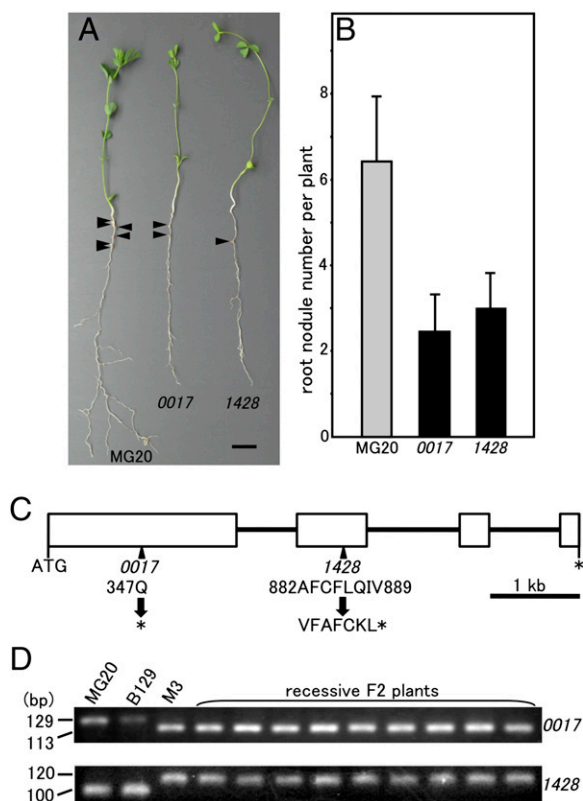 A
B
root nodule number per plant
8
6
4
2
0
MG20
0017
1428
MG20
0017
1428
C
ATG
0017
1428
*
347Q
882AFCFLQIV889
1 kb
*
VFAFCKL*
D
MG20
B129
M3
recessive F2 plants
(bp)
129
113
0017
120
100
1428